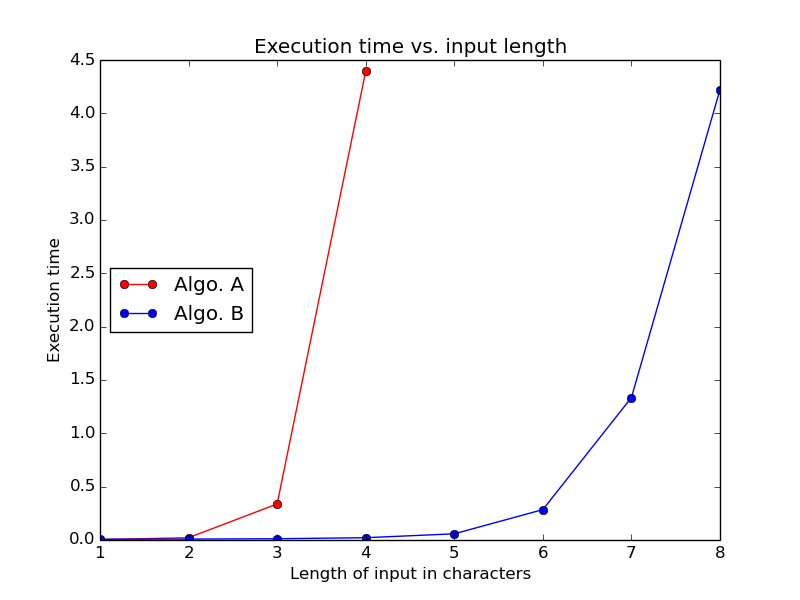 Execution time vs. input length
4.5
4.0
3.5
3.0
2.5
2.0
1.5
1.0
0.5
0.0
Execution time
Algo. A
Algo. B
1 2 3 4 5 6 7 8
Length of input in characters